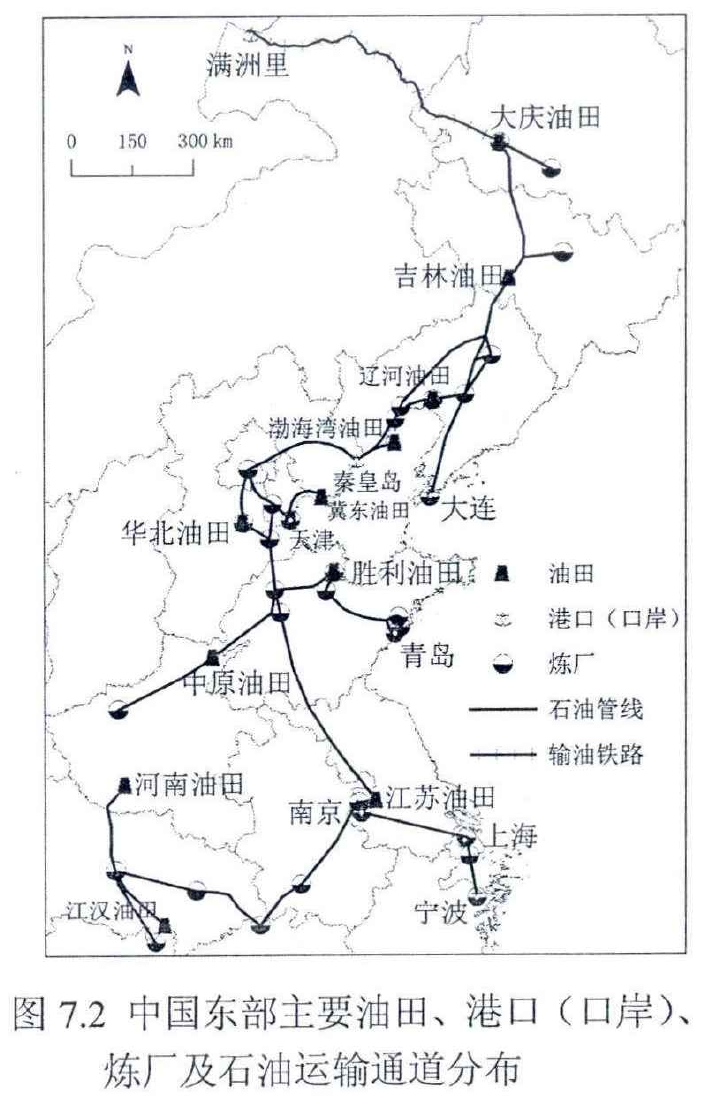 满洲里
N
大庆油田
0 150 300 km
吉林油田
辽河油田
渤海湾油田
秦皇岛
冀东油田
大连
华北油田
天津
胜利油田
油田
港口（口岸）
青岛
炼厂
中原油田
石油管线
输油铁路
河南油田
江苏油田
南京
上海
江汉油田
宁波
图 7.2 中国东部主要油田、港口（口岸）、
炼厂及石油运输通道分布